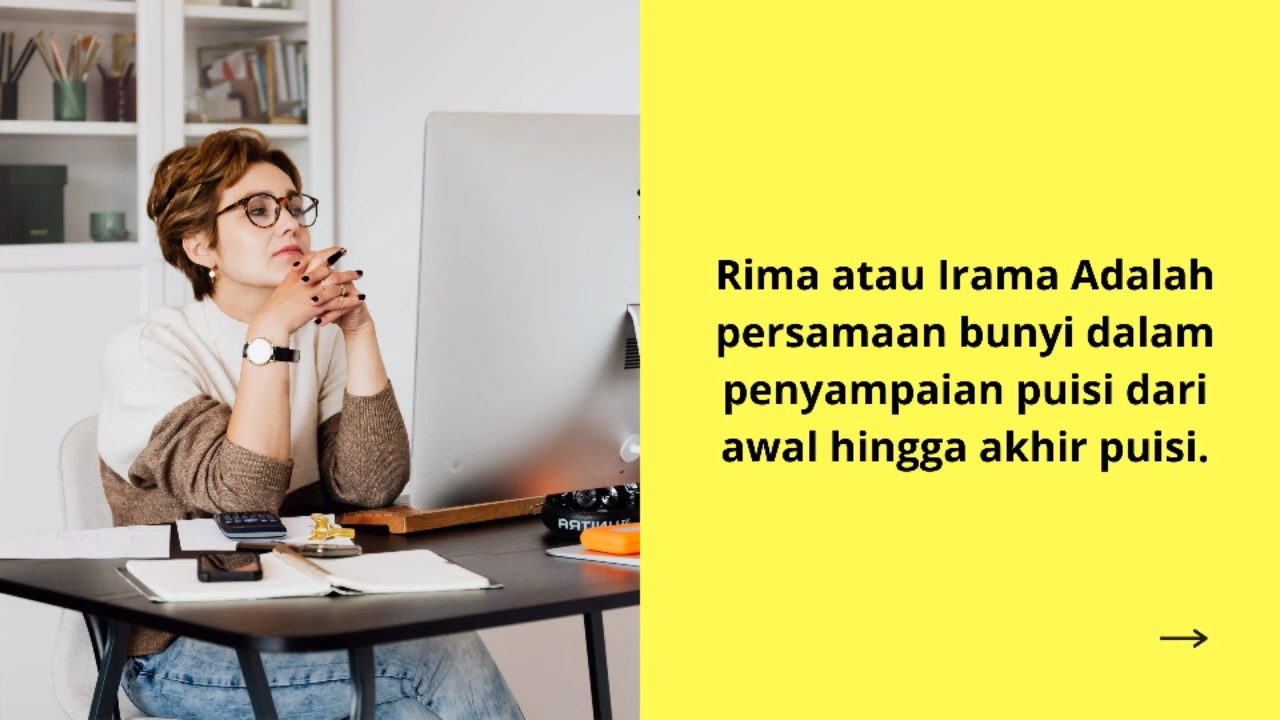 Rima atau Irama Adalah
persamaan bunyi dalam
penyampaian puisi dari
awal hingga akhir puisi.